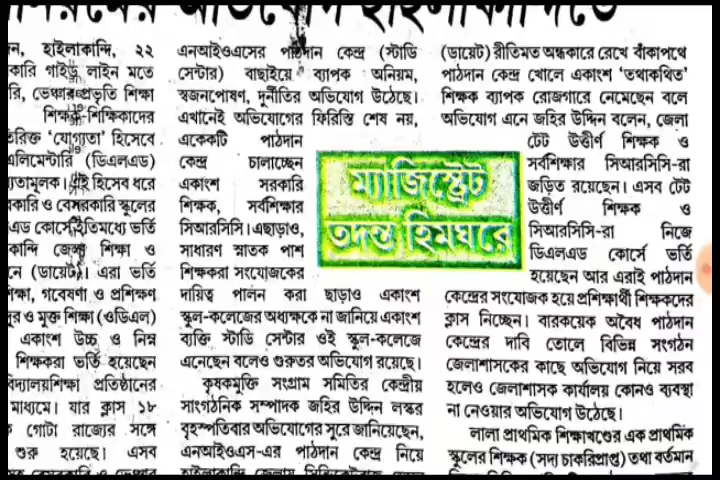 অভিযোগ হাইলাকান্দিতে
ন, হাইলাকান্দি, ২২
কারি গাইড লাইন মতে
রি, ভেঞ্চার প্রভৃতি শিক্ষা
শিক্ষক-শিক্ষিকাদের
তিরিক্ত ‘যোগ্যতা’ হিসেবে
এলিমেন্টারি (ডিএলএড)
্যতামূলক। এই হিসেব ধরে
রকারি ও বেসরকারি স্কুলের
এড কোর্সে ইতিমধ্যে ভর্তি
কান্দি জেলা শিক্ষা ও
নে (ডায়েট)। এরা ভর্তি
শিক্ষা, গবেষণা ও প্রশিক্ষণ
দূর ও মুক্ত শিক্ষা (ওডিএল)
একাংশ উচ্চ ও নিম্ন
শিক্ষকরা ভর্তি হয়েছেন
বিদ্যালয়শিক্ষা প্রতিষ্ঠানের
মাধ্যমে। যার ক্লাস ১৮
ক গোটা রাজ্যের সঙ্গে
শুরু হয়েছে। এসব
বেসরকারি ও ভেঞ্চার
এনআইওএসের পাঠদান কেন্দ্র (স্টাডি
সেন্টার) বাছাইয়ে ব্যাপক অনিয়ম,
স্বজনপোষণ, দুর্নীতির অভিযোগ উঠেছে।
এখানেই অভিযোগের ফিরিস্তি শেষ নয়,
একেকটি পাঠদান
কেন্দ্র চালাচ্ছেন
একাংশ সরকারি
শিক্ষক, সর্বশিক্ষার
সিআরসিসি। এছাড়াও,
সাধারণ স্নাতক পাশ
শিক্ষকরা সংযোজকের
দায়িত্ব পালন করা ছাড়াও একাংশ
স্কুল-কলেজের অধ্যক্ষকে না জানিয়ে একাংশ
ব্যক্তি স্টাডি সেন্টার ওই স্কুল-কলেজে
এনেছেন বলেও গুরুতর অভিযোগ রয়েছে।
কৃষকমুক্তি সংগ্রাম সমিতির কেন্দ্রীয়
সাংগঠনিক সম্পাদক জহির উদ্দিন লস্কর
বৃহস্পতিবার অভিযোগের সুরে জানিয়েছেন,
এনআইওএস-এর পাঠদান কেন্দ্র নিয়ে
হাইলাকান্দি জেলায়
ম্যাজিস্ট্রেট
তদন্ত হিমঘরে
(ডায়েট) রীতিমত অন্ধকারে রেখে বাঁকাপথে
পাঠদান কেন্দ্র খোলে একাংশ ‘তথাকথিত’
শিক্ষক ব্যাপক রোজগারে নেমেছেন বলে
অভিযোগ এনে জহির উদ্দিন বলেন, জেলা
টেট উত্তীর্ণ শিক্ষক ও
সর্বশিক্ষার সিআরসিসি-রা
জড়িত রয়েছেন। এসব টেট
উত্তীর্ণ শিক্ষক ও
সিআরসিসি-রা নিজে
ডিএলএড কোর্সে ভর্তি
হয়েছেন আর এরাই পাঠদান
কেন্দ্রের সংযোজক হয়ে প্রশিক্ষার্থী শিক্ষকদের
ক্লাস নিচ্ছেন। বারকয়েক অবৈধ পাঠদান
কেন্দ্রের দাবি তোলে বিভিন্ন সংগঠন
জেলাশাসকের কাছে অভিযোগ নিয়ে সরব
হলেও জেলাশাসক কার্যালয় কোনও ব্যবস্থা
না নেওয়ার অভিযোগ উঠেছে।
লালা প্রাথমিক শিক্ষাখণ্ডের এক প্রাথমিক
স্কুলের শিক্ষক (সদ্য চাকরিপ্রাপ্ত) তথা বর্তমান